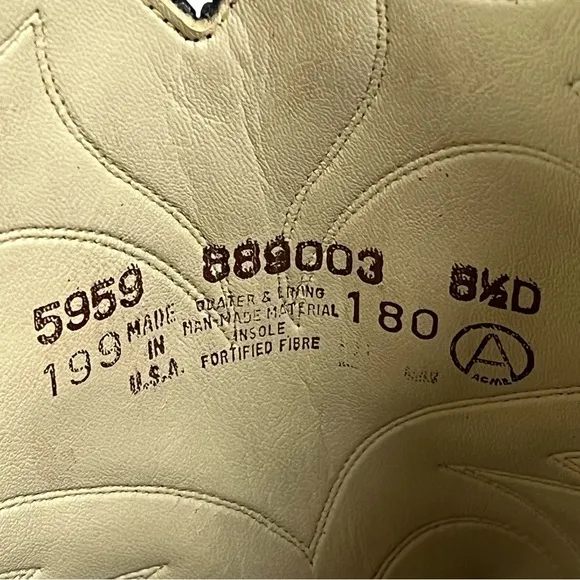 5959 889003 8½D
199 MADE IN U.S.A.
QUATER & LINING
MAN-MADE MATERIAL
INSOLE
FORTIFIED FIBRE
180
A
ACME